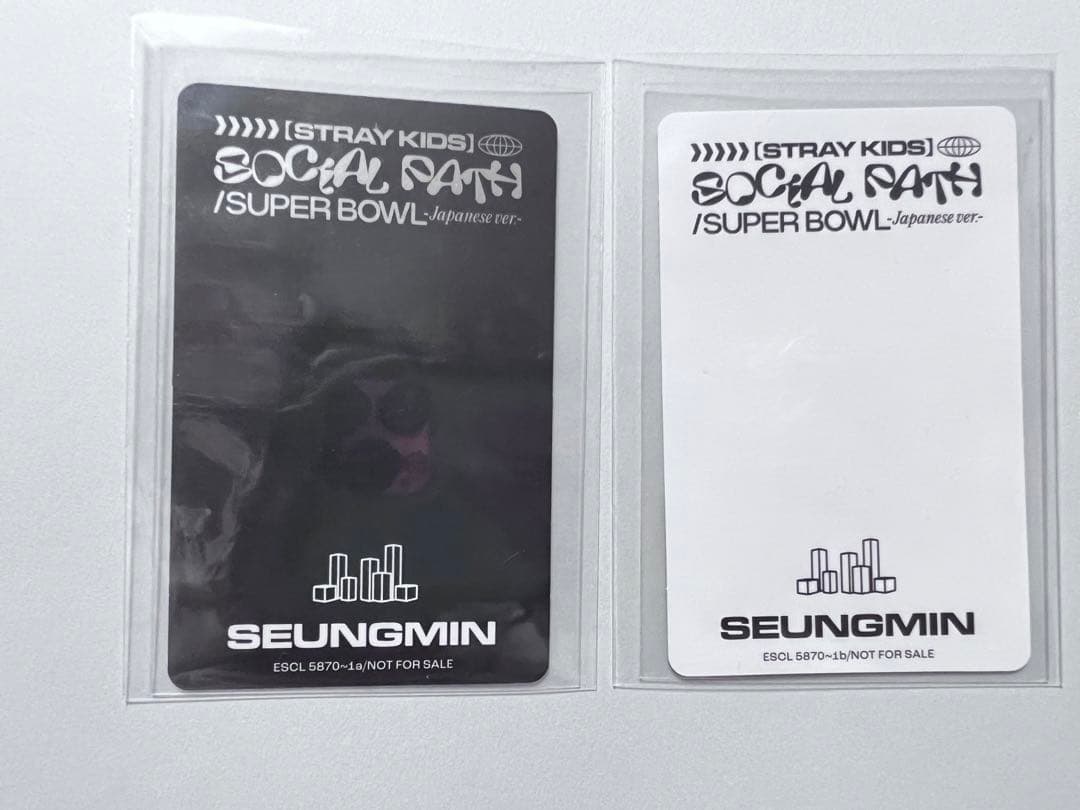 ❯❯❯❯❯[STRAY KIDS]
SOCIAL PATH
/SUPER BOWL-Japanese ver.-
SEUNGMIN
ESCL 5870~1a/NOT FOR SALE
❯❯❯❯❯[STRAY KIDS]
SOCIAL PATH
/SUPER BOWL-Japanese ver.-
SEUNGMIN
ESCL 5870~1b/NOT FOR SALE